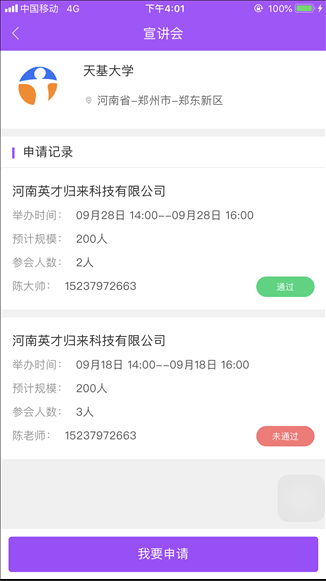 中国移动 4G 下午4:01 100%
宣讲会
天基大学
河南省-郑州市-郑东新区
申请记录
河南英才归来科技有限公司
举办时间： 09月28日 14:00--09月28日 16:00
预计规模： 200人
参会人数： 2人
陈大帅： 15237972663 通过
河南英才归来科技有限公司
举办时间： 09月18日 14:00--09月18日 16:00
预计规模： 200人
参会人数： 3人
陈老师： 15237972663 未通过
我要申请